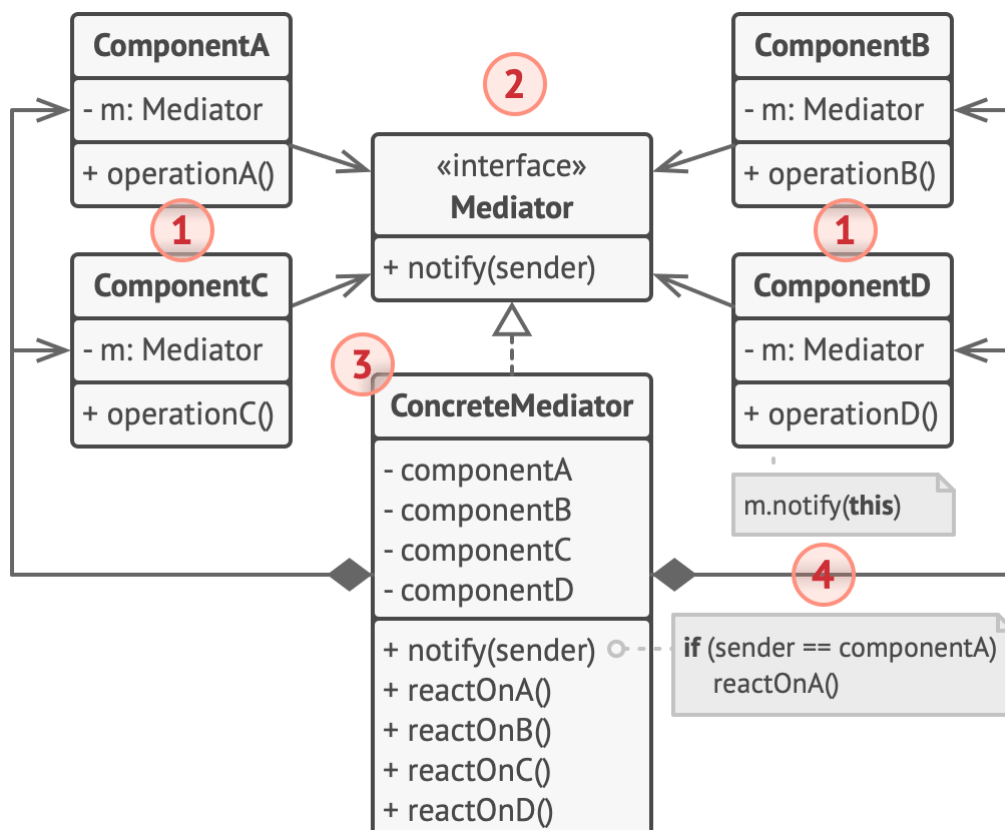 ComponentA
- m: Mediator
+ operationA()
1
ComponentC
- m: Mediator
+ operationC()
2
«interface»
Mediator
+ notify(sender)
ComponentB
- m: Mediator
+ operationB()
1
ComponentD
- m: Mediator
+ operationD()
m.notify(this)
3
ConcreteMediator
- componentA
- componentB
- componentC
- componentD
+ notify(sender)
+ reactOnA()
+ reactOnB()
+ reactOnC()
+ reactOnD()
4
if (sender == componentA)
reactOnA()